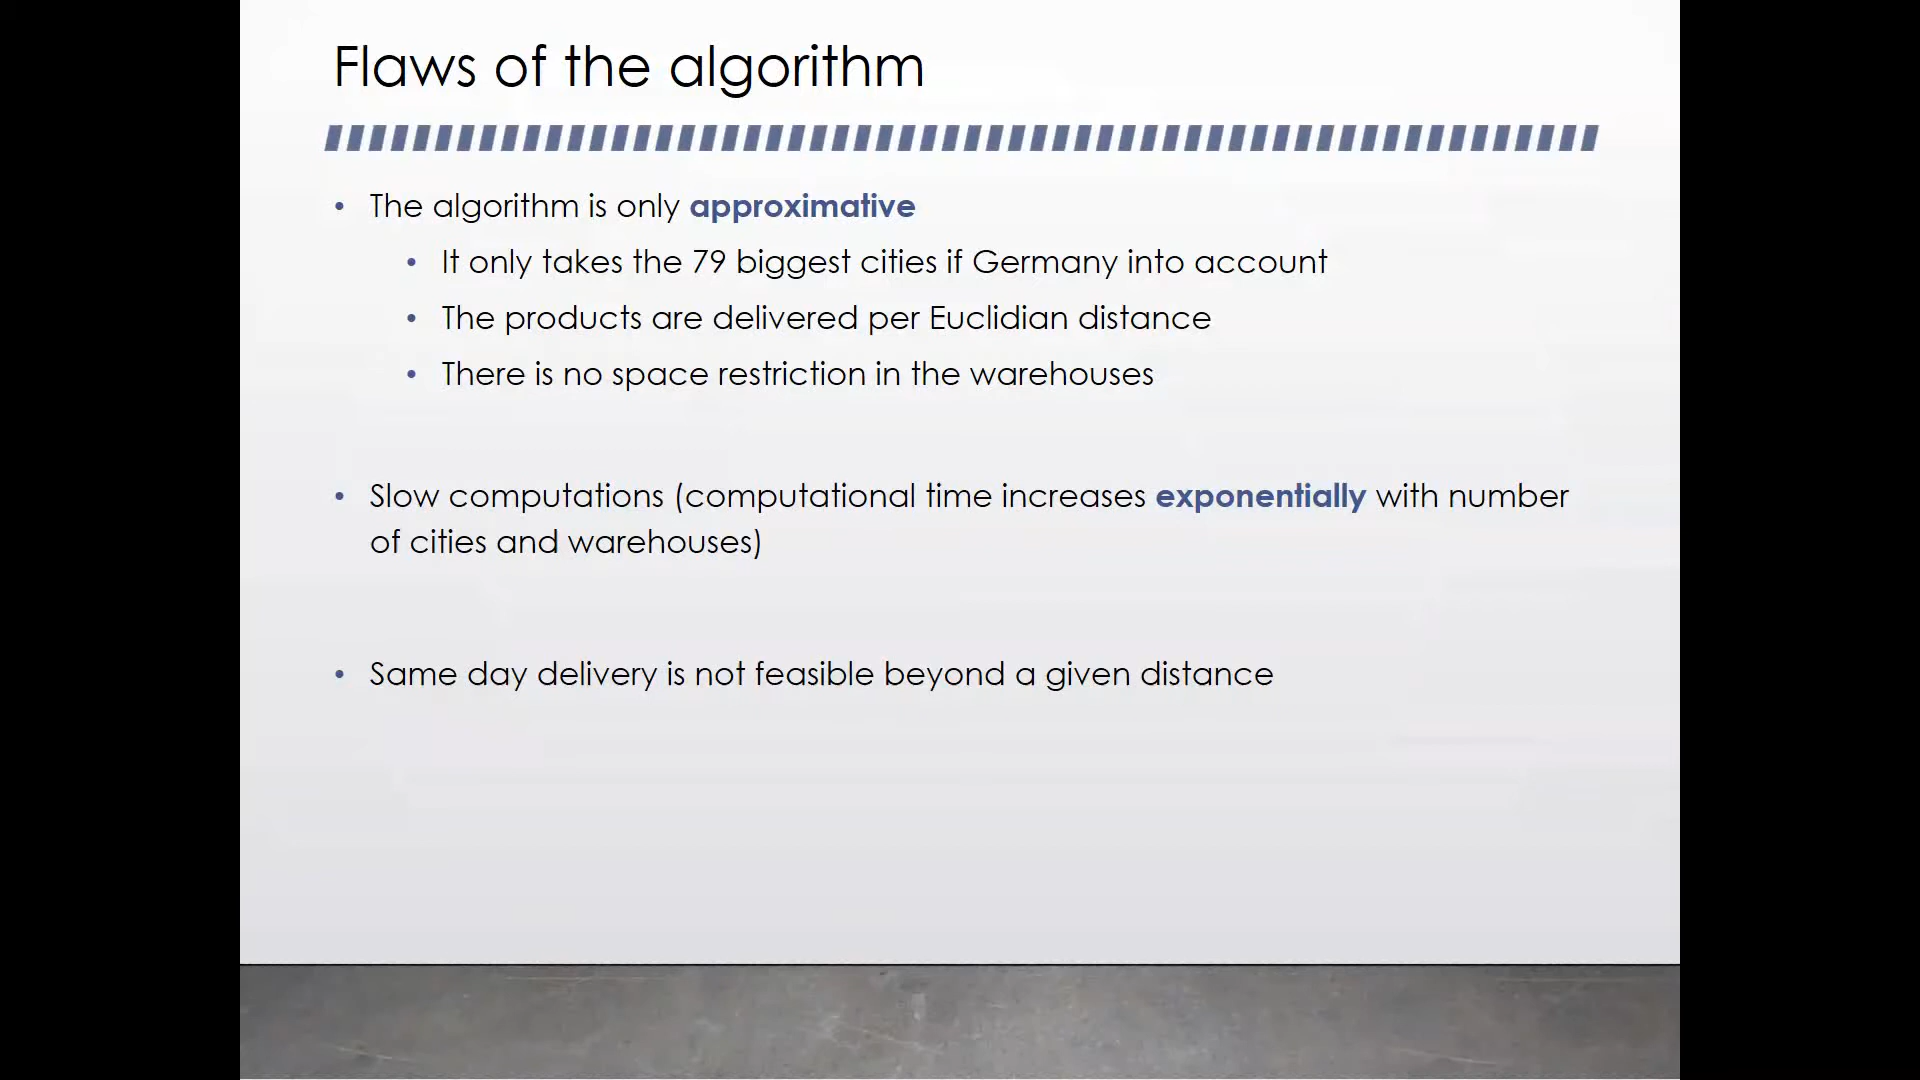 Flaws of the algorithm
• The algorithm is only approximative
• It only takes the 79 biggest cities if Germany into account
• The products are delivered per Euclidian distance
• There is no space restriction in the warehouses
• Slow computations (computational time increases exponentially with number
of cities and warehouses)
• Same day delivery is not feasible beyond a given distance